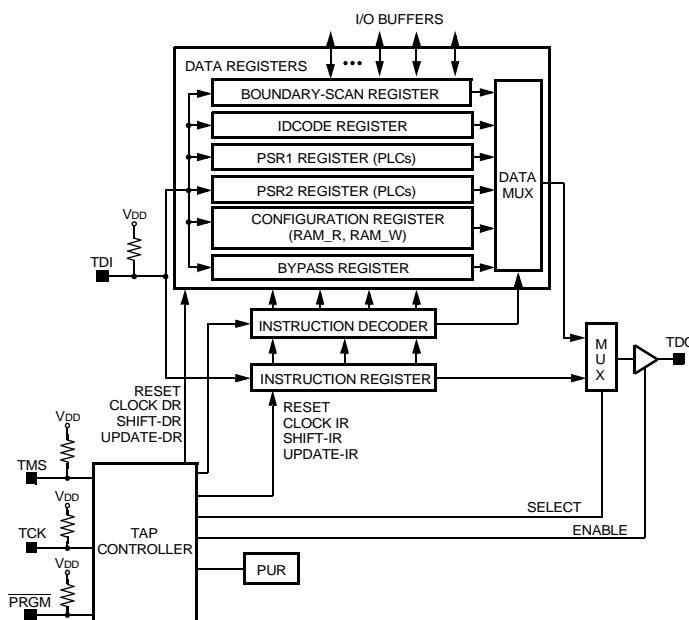 I/O BUFFERS
DATA REGISTERS
•••
BOUNDARY-SCAN REGISTER
IDCODE REGISTER
PSR1 REGISTER (PLCs)
PSR2 REGISTER (PLCs)
CONFIGURATION REGISTER
(RAM_R, RAM_W)
BYPASS REGISTER
DATA
MUX
VDD
TDI
INSTRUCTION DECODER
INSTRUCTION REGISTER
M
U
X
TDO
RESET
CLOCK DR
SHIFT-DR
UPDATE-DR
RESET
CLOCK IR
SHIFT-IR
UPDATE-IR
VDD
TMS
VDD
TCK
VDD
PRGM
TAP
CONTROLLER
SELECT
ENABLE
PUR